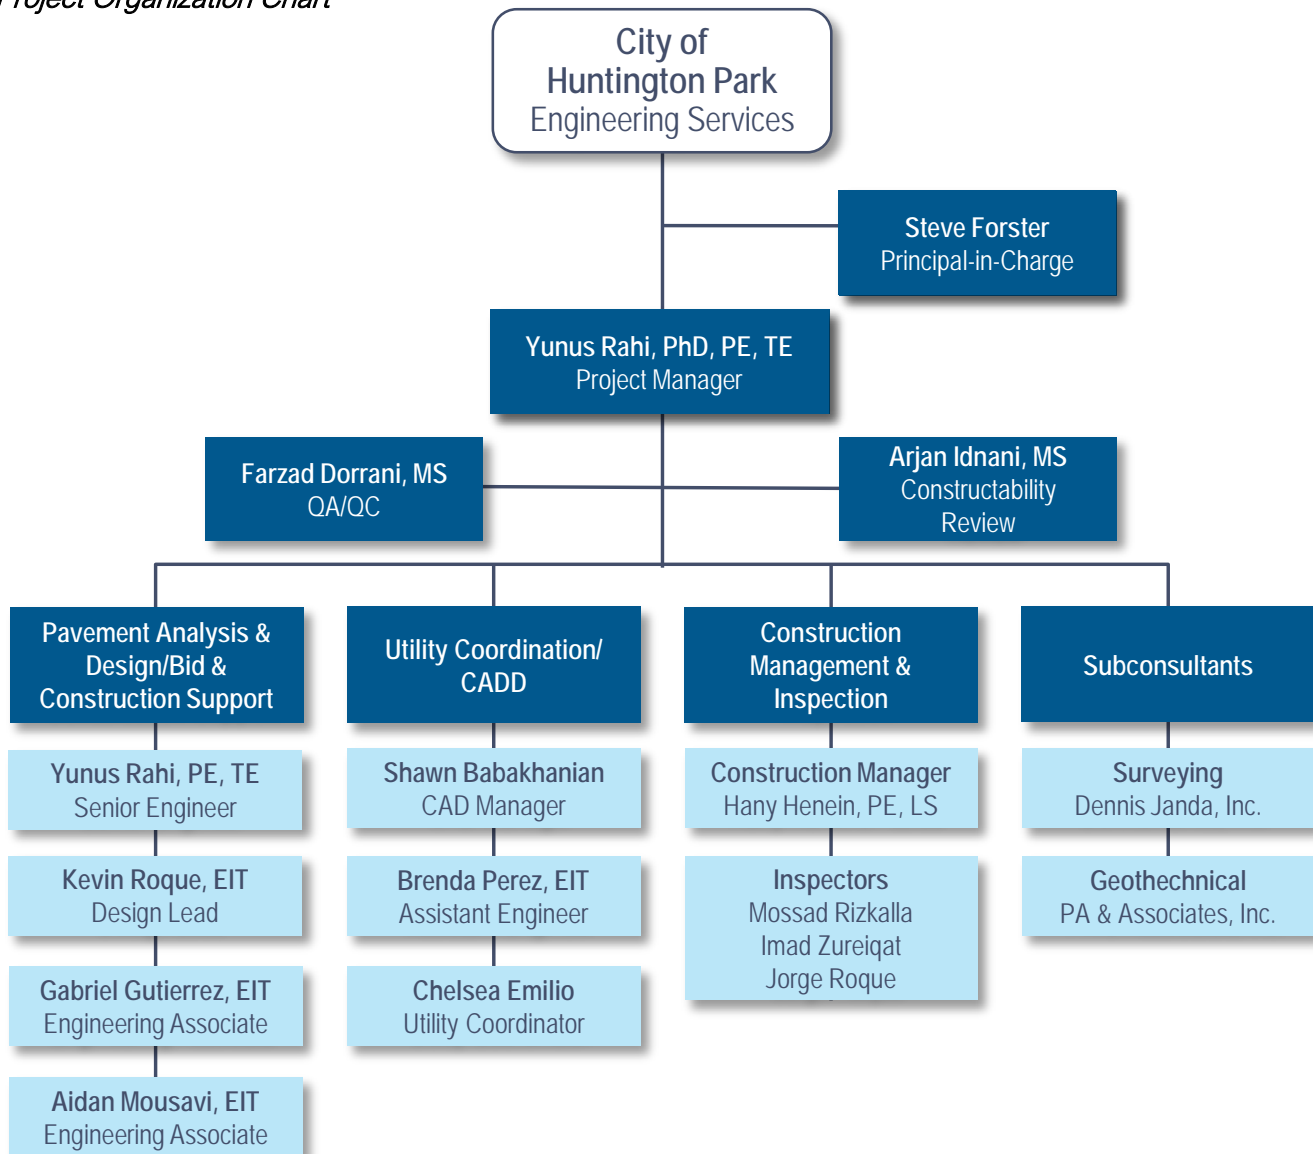 Project Organization Chart
City of
Huntington Park
Engineering Services
Steve Forster
Principal-in-Charge
Yunus Rahi, PhD, PE, TE
Project Manager
Farzad Dorrani, MS
QA/QC
Arjan Idnani, MS
Constructability
Review
Pavement Analysis &
Design/Bid &
Construction Support
Yunus Rahi, PE, TE
Senior Engineer
Kevin Roque, EIT
Design Lead
Gabriel Gutierrez, EIT
Engineering Associate
Aidan Mousavi, EIT
Engineering Associate
Utility Coordination/
CADD
Shawn Babakhanian
CAD Manager
Brenda Perez, EIT
Assistant Engineer
Chelsea Emilio
Utility Coordinator
Construction
Management &
Inspection
Construction Manager
Hany Henein, PE, LS
Inspectors
Mossad Rizkalla
Imad Zureiqat
Jorge Roque
Subconsultants
Surveying
Dennis Janda, Inc.
Geothechnical
PA & Associates, Inc.